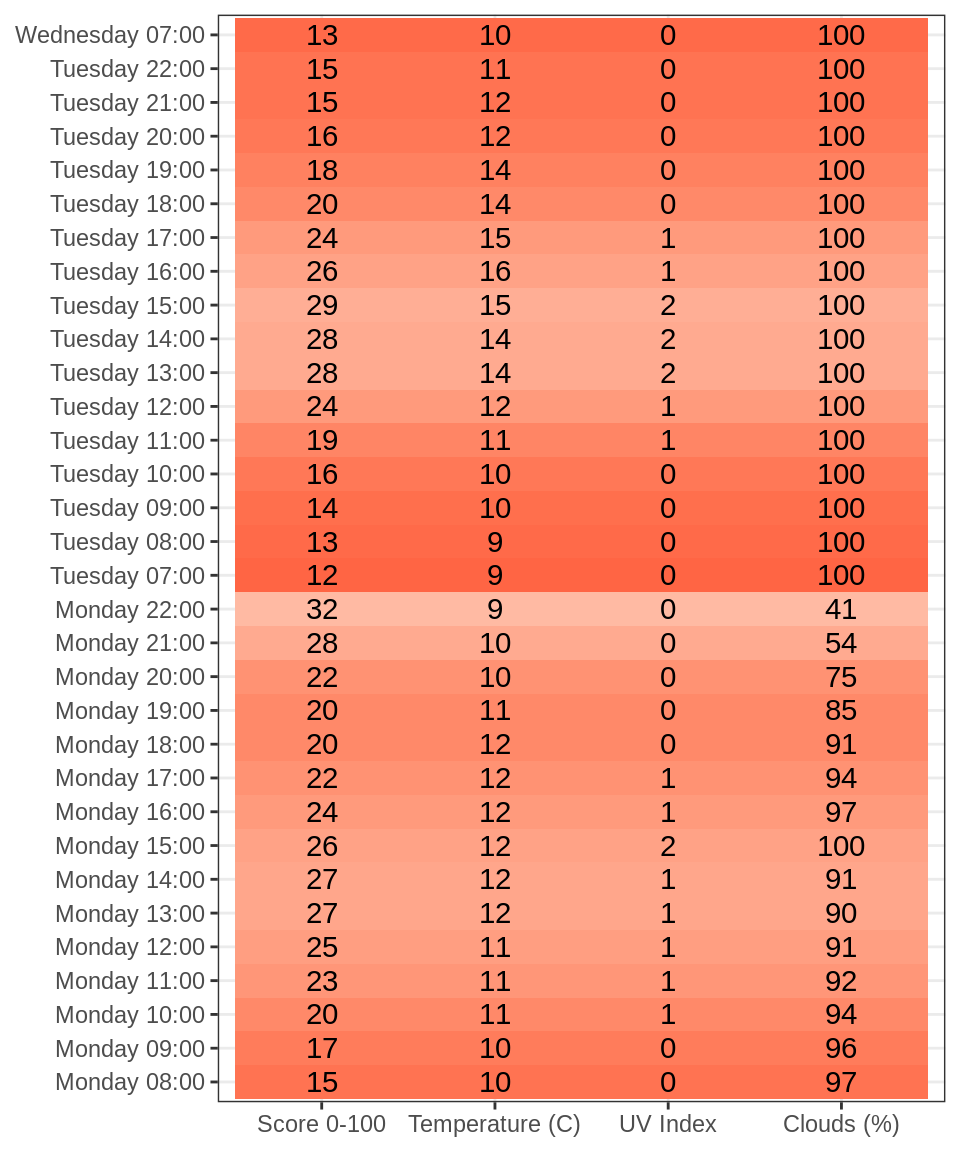 Wednesday 07:00 13 10 0 100
Tuesday 22:00 15 11 0 100
Tuesday 21:00 15 12 0 100
Tuesday 20:00 16 12 0 100
Tuesday 19:00 18 14 0 100
Tuesday 18:00 20 14 0 100
Tuesday 17:00 24 15 1 100
Tuesday 16:00 26 16 1 100
Tuesday 15:00 29 15 2 100
Tuesday 14:00 28 14 2 100
Tuesday 13:00 28 14 2 100
Tuesday 12:00 24 12 1 100
Tuesday 11:00 19 11 1 100
Tuesday 10:00 16 10 0 100
Tuesday 09:00 14 10 0 100
Tuesday 08:00 13 9 0 100
Tuesday 07:00 12 9 0 100
Monday 22:00 32 9 0 41
Monday 21:00 28 10 0 54
Monday 20:00 22 10 0 75
Monday 19:00 20 11 0 85
Monday 18:00 20 12 0 91
Monday 17:00 22 12 1 94
Monday 16:00 24 12 1 97
Monday 15:00 26 12 2 100
Monday 14:00 27 12 1 91
Monday 13:00 27 12 1 90
Monday 12:00 25 11 1 91
Monday 11:00 23 11 1 92
Monday 10:00 20 11 1 94
Monday 09:00 17 10 0 96
Monday 08:00 15 10 0 97
Score 0-100 Temperature (C) UV Index Clouds (%)